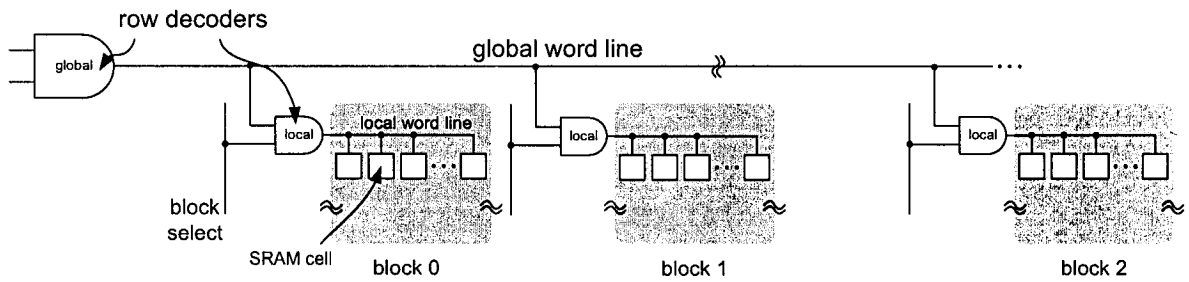 row decoders
global
global word line
local
local word line
local
local
block
select
SRAM cell
block 0
block 1
block 2